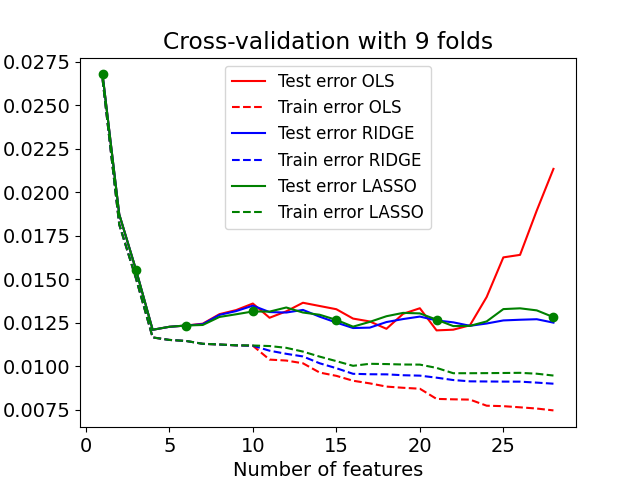 Cross-validation with 9 folds
0.0275
0.0250
0.0225
0.0200
0.0175
0.0150
0.0125
0.0100
0.0075
Test error OLS
Train error OLS
Test error RIDGE
Train error RIDGE
Test error LASSO
Train error LASSO
0 5 10 15 20 25
Number of features